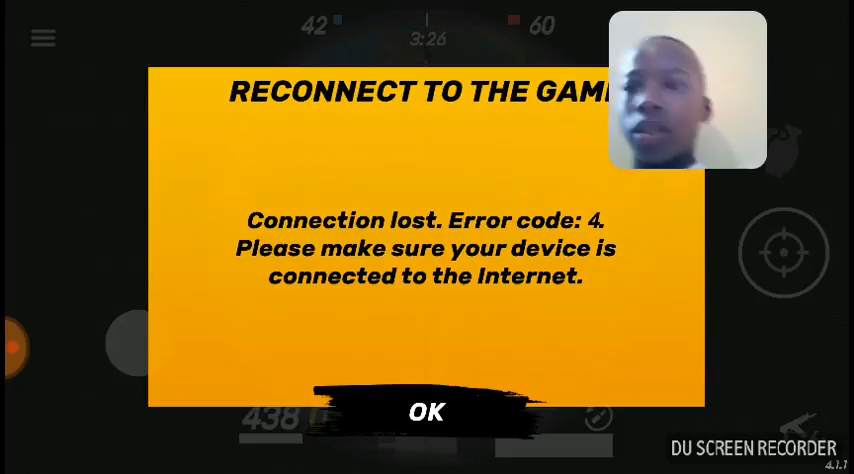 42
60
3:26
RECONNECT TO THE GAM
Connection lost. Error code: 4.
Please make sure your device is
connected to the Internet.
OK
438
DU SCREEN RECORDER
4.1.1